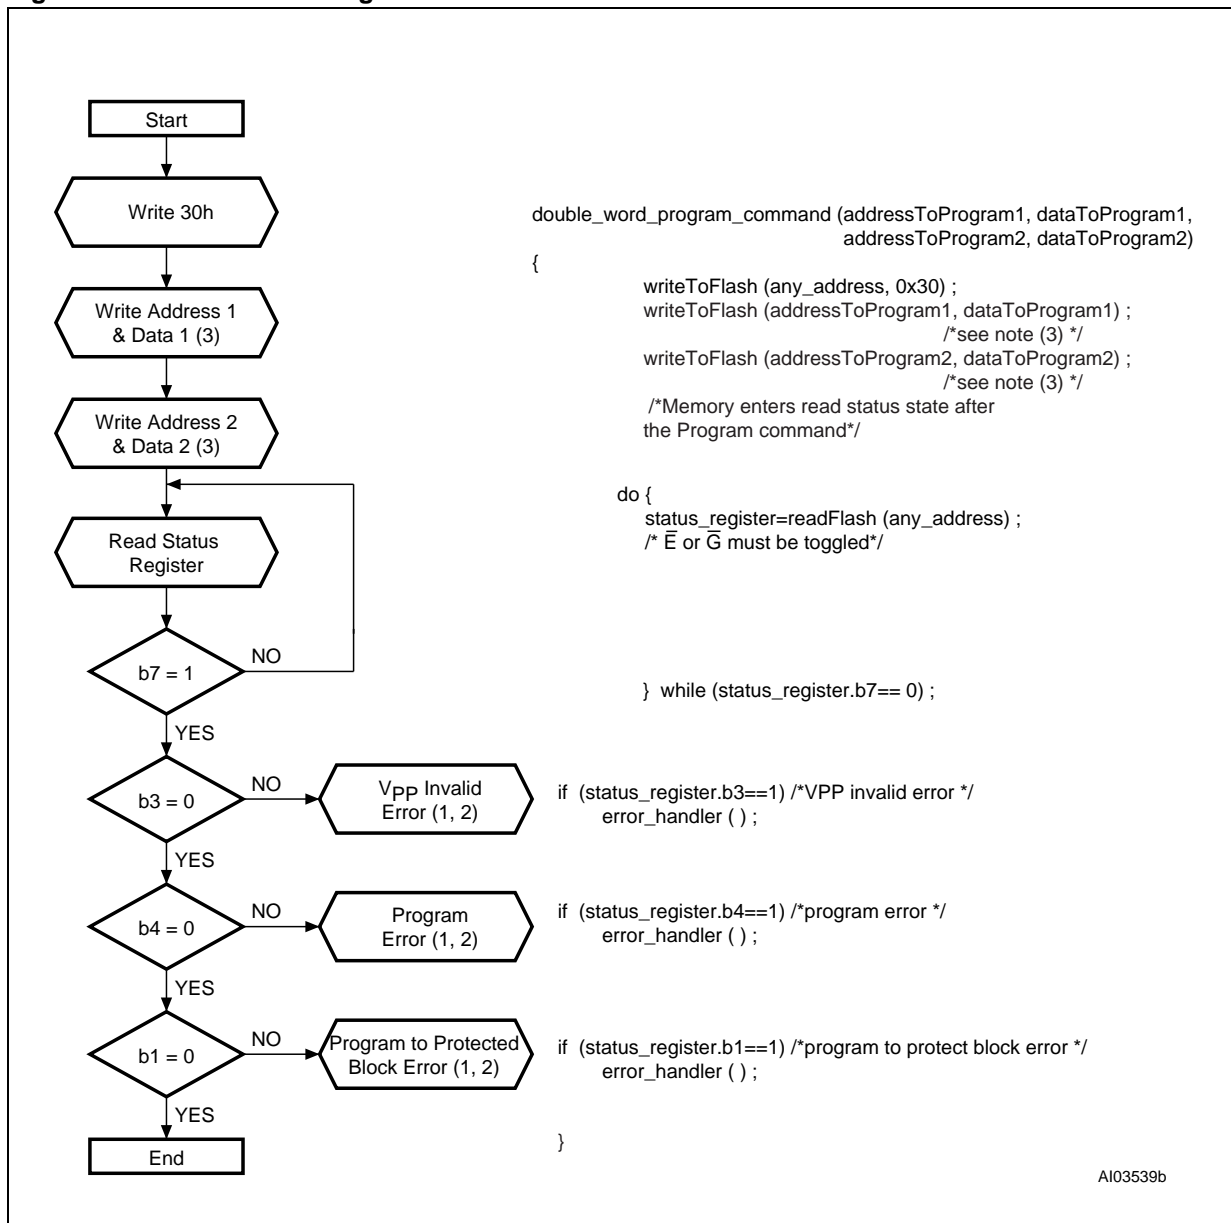 Start
Write 30h
Write Address 1
& Data 1 (3)
Write Address 2
& Data 2 (3)
Read Status
Register
b7 = 1
NO
YES
b3 = 0
NO
VPP Invalid
Error (1, 2)
YES
b4 = 0
NO
Program
Error (1, 2)
YES
b1 = 0
NO
Program to Protected
Block Error (1, 2)
YES
End
double_word_program_command (addressToProgram1, dataToProgram1,
addressToProgram2, dataToProgram2)
{
writeToFlash (any_address, 0x30) ;
writeToFlash (addressToProgram1, dataToProgram1) ;
/*see note (3) */
writeToFlash (addressToProgram2, dataToProgram2) ;
/*see note (3) */
/*Memory enters read status state after
the Program command*/
do {
status_register=readFlash (any_address) ;
/* E̅ or G̅ must be toggled*/
} while (status_register.b7== 0) ;
if (status_register.b3==1) /*VPP invalid error */
error_handler ( ) ;
if (status_register.b4==1) /*program error */
error_handler ( ) ;
if (status_register.b1==1) /*program to protect block error */
error_handler ( ) ;
}
AI03539b